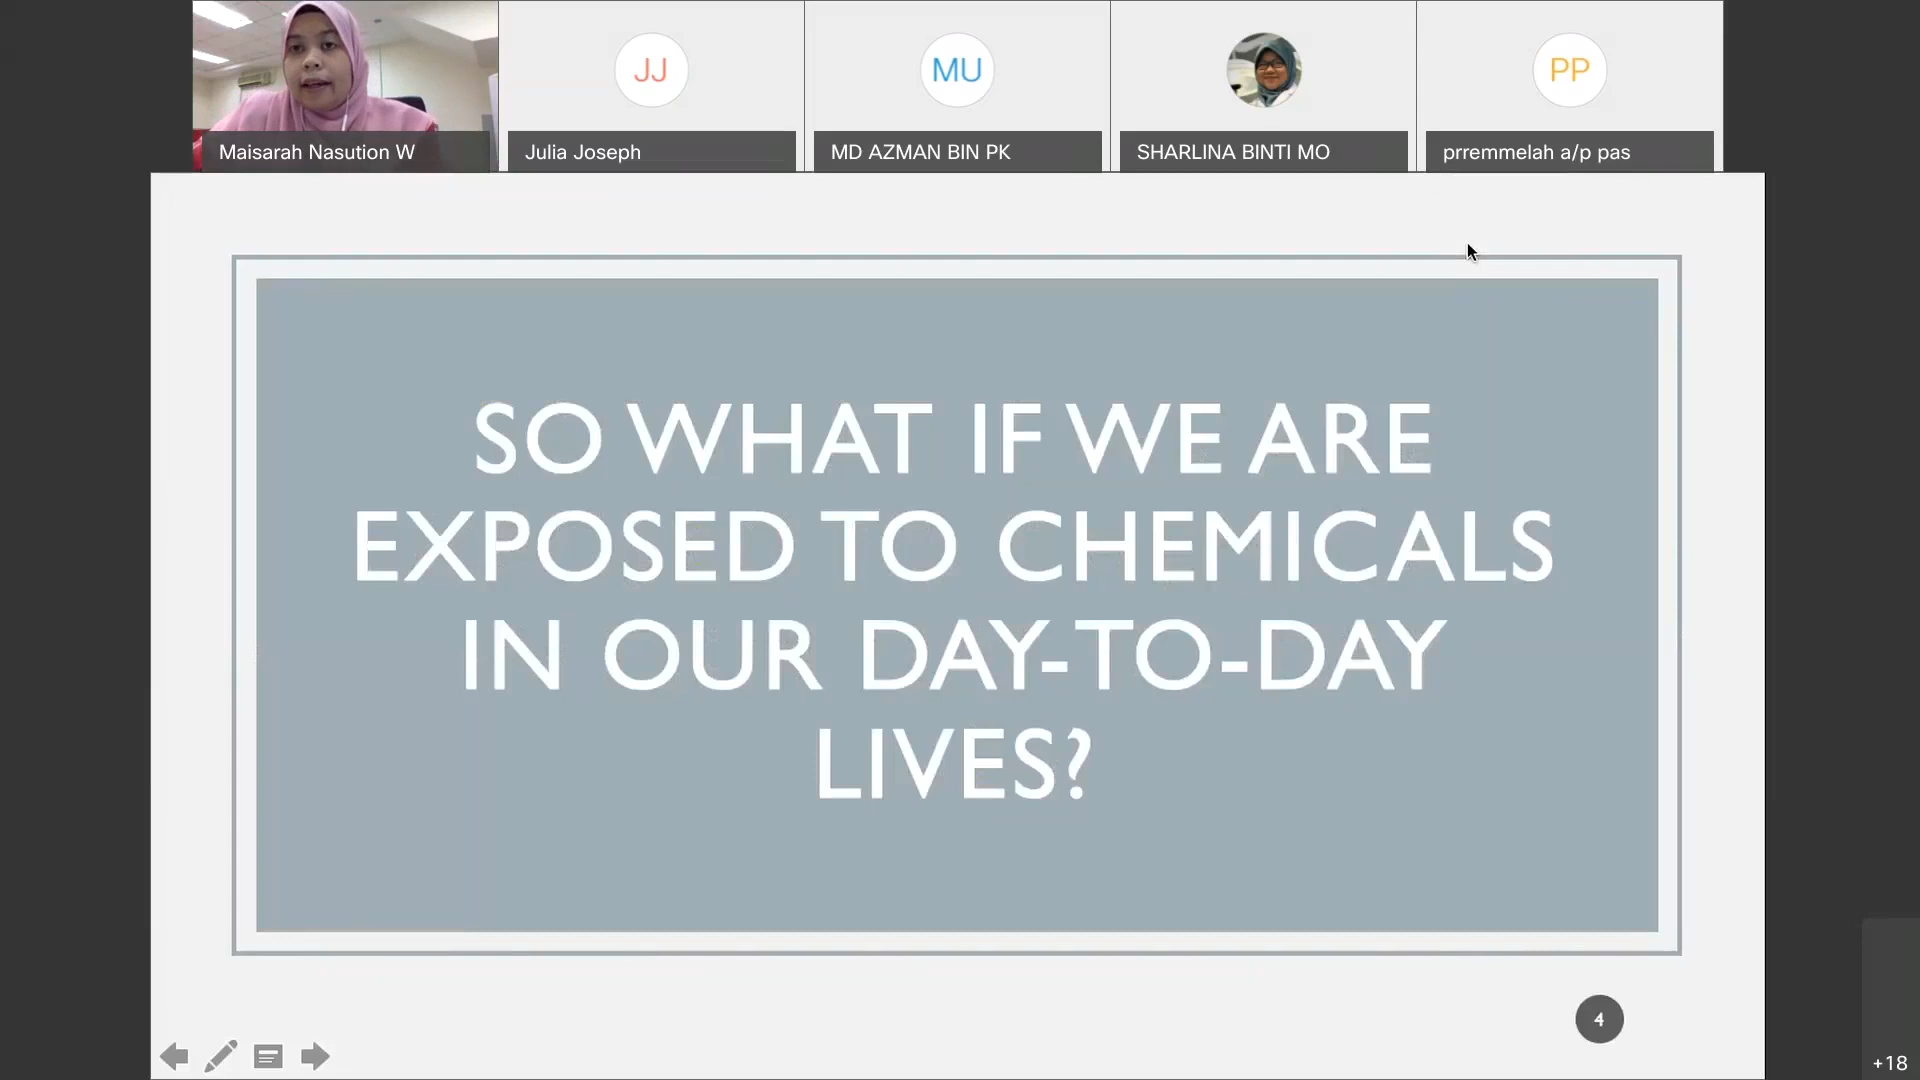 JJ
MU
PP
Maisarah Nasution W
Julia Joseph
MD AZMAN BIN PK
SHARLINA BINTI MO
prremmelah a/p pas
SO WHAT IF WE ARE
EXPOSED TO CHEMICALS
IN OUR DAY-TO-DAY
LIVES?
4
+18